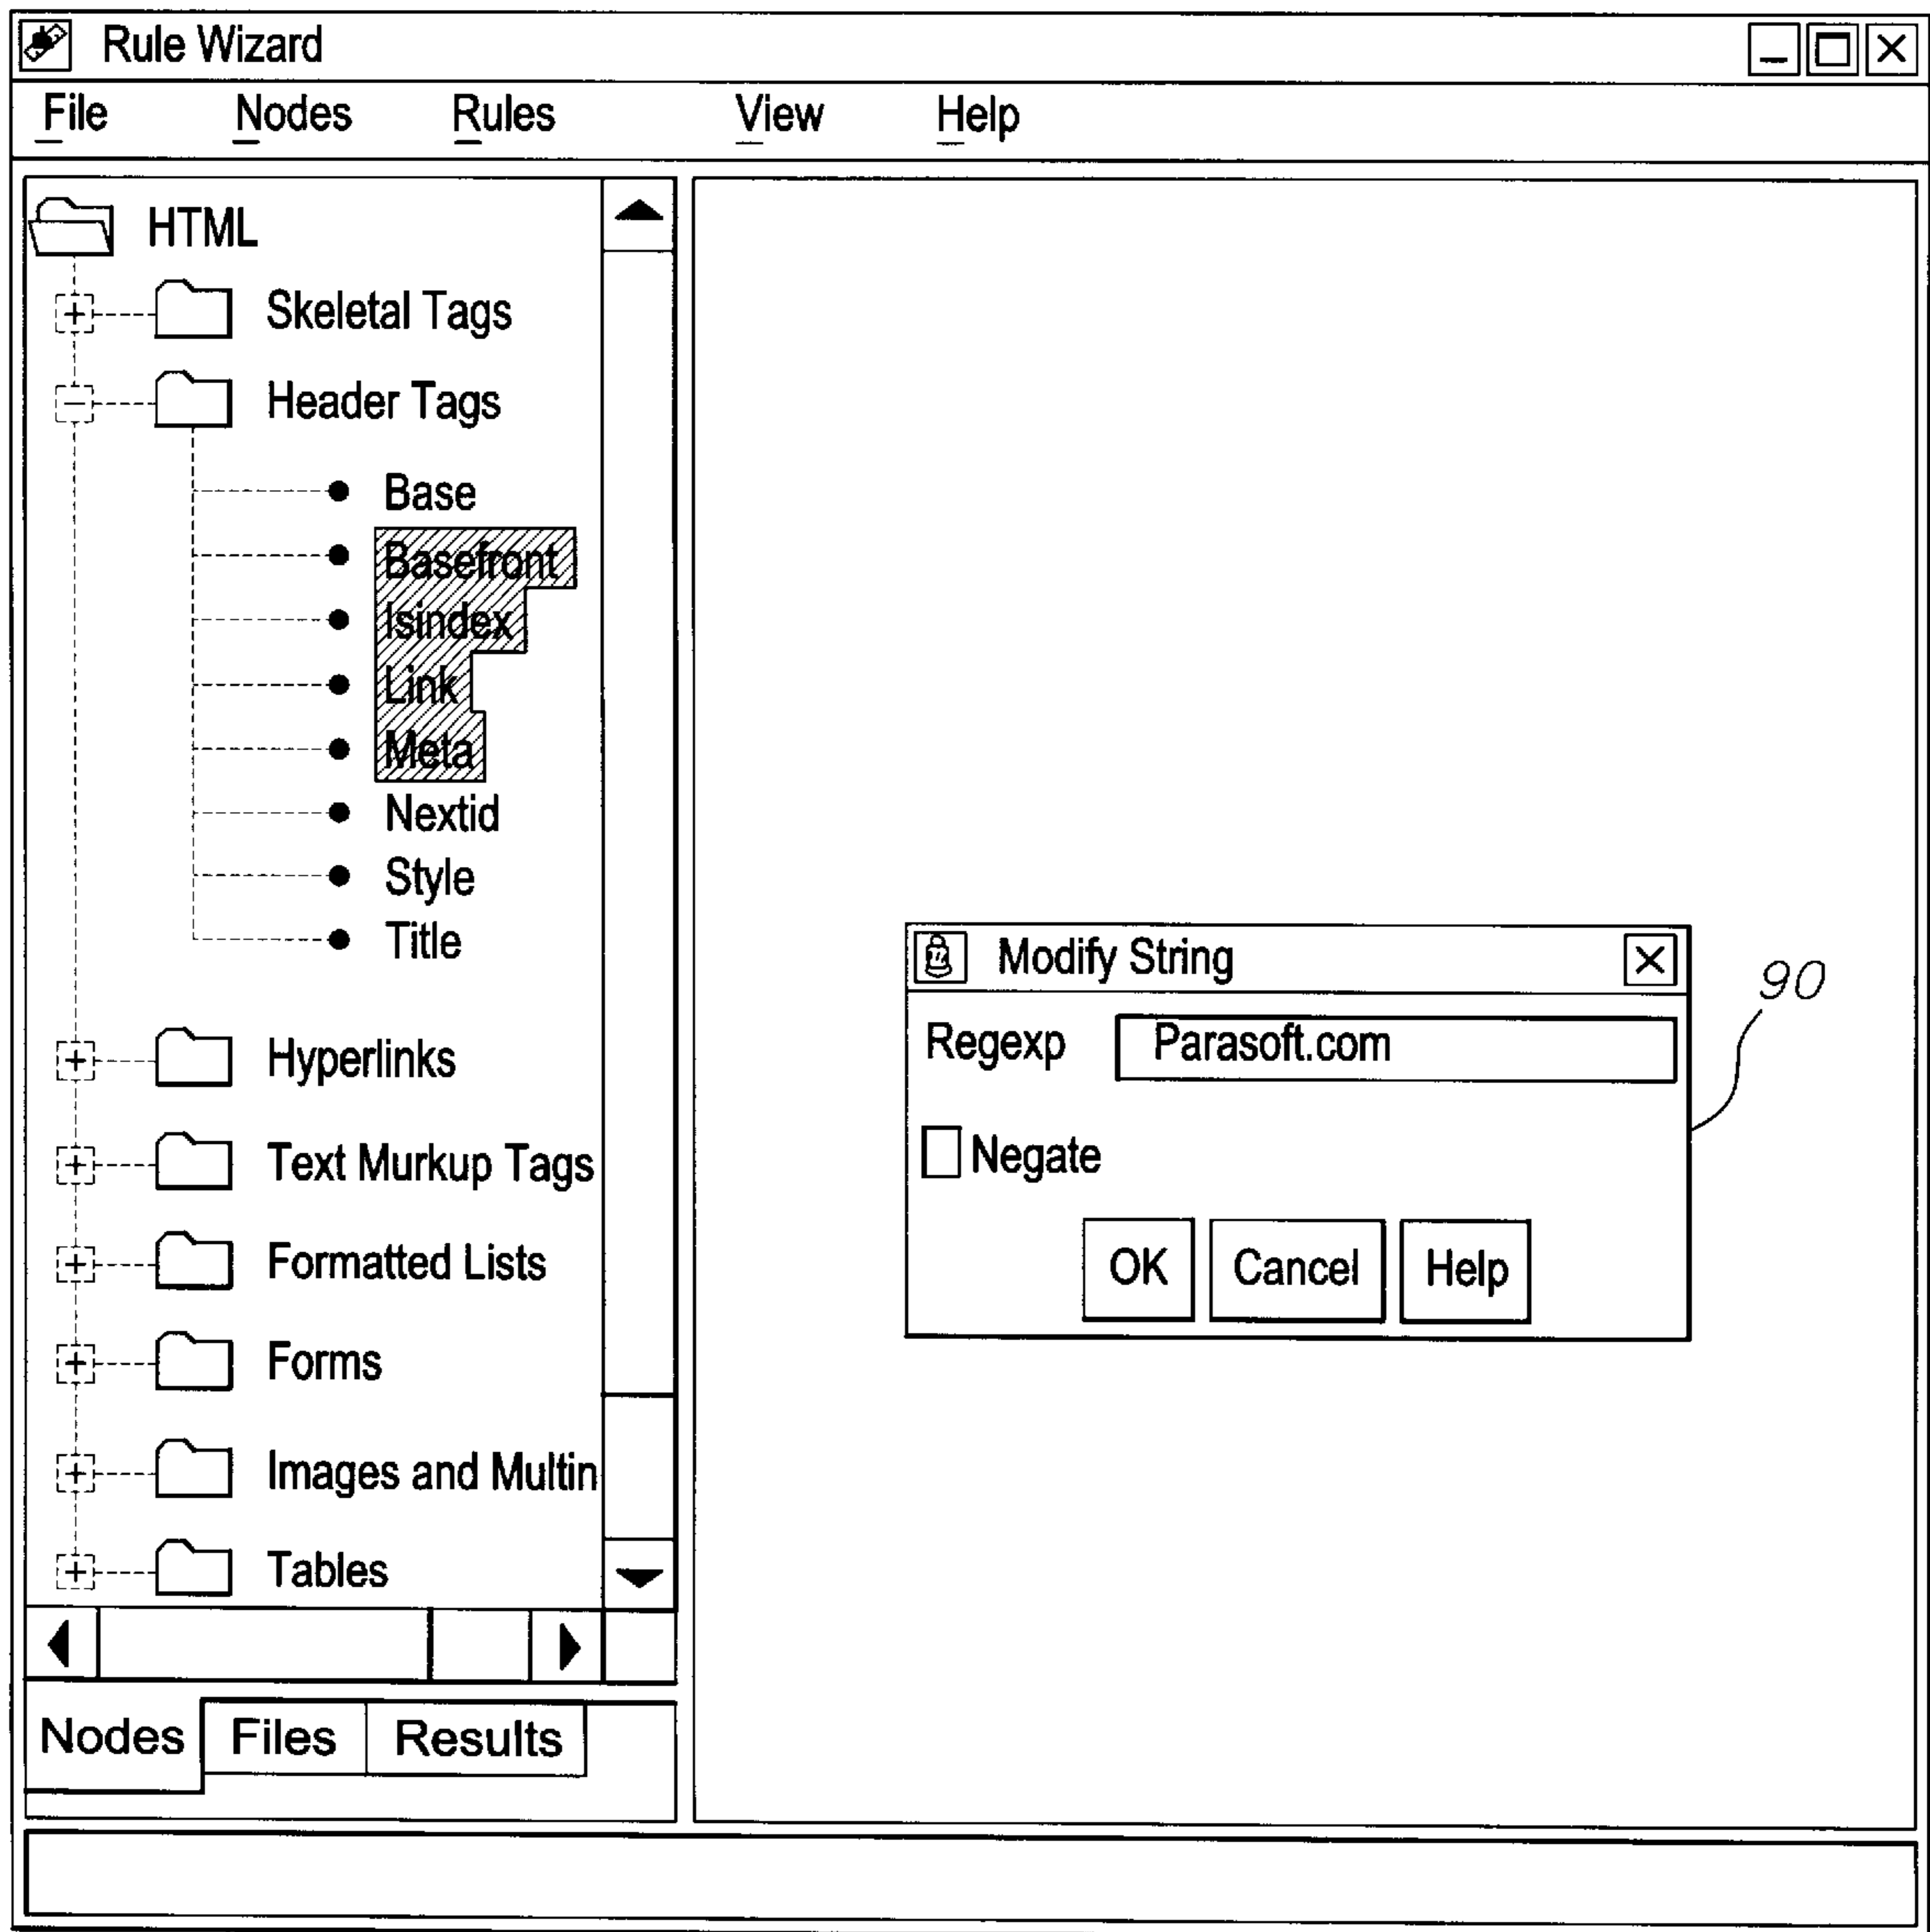 Rule Wizard
File Nodes Rules View Help
HTML
Skeletal Tags
Header Tags
Base
Basefront
Isindex
Link
Meta
Nextid
Style
Title
Hyperlinks
Text Murkup Tags
Formatted Lists
Forms
Images and Multin
Tables
Nodes Files Results
Modify String
Regexp Parasoft.com
Negate
OK Cancel Help
90